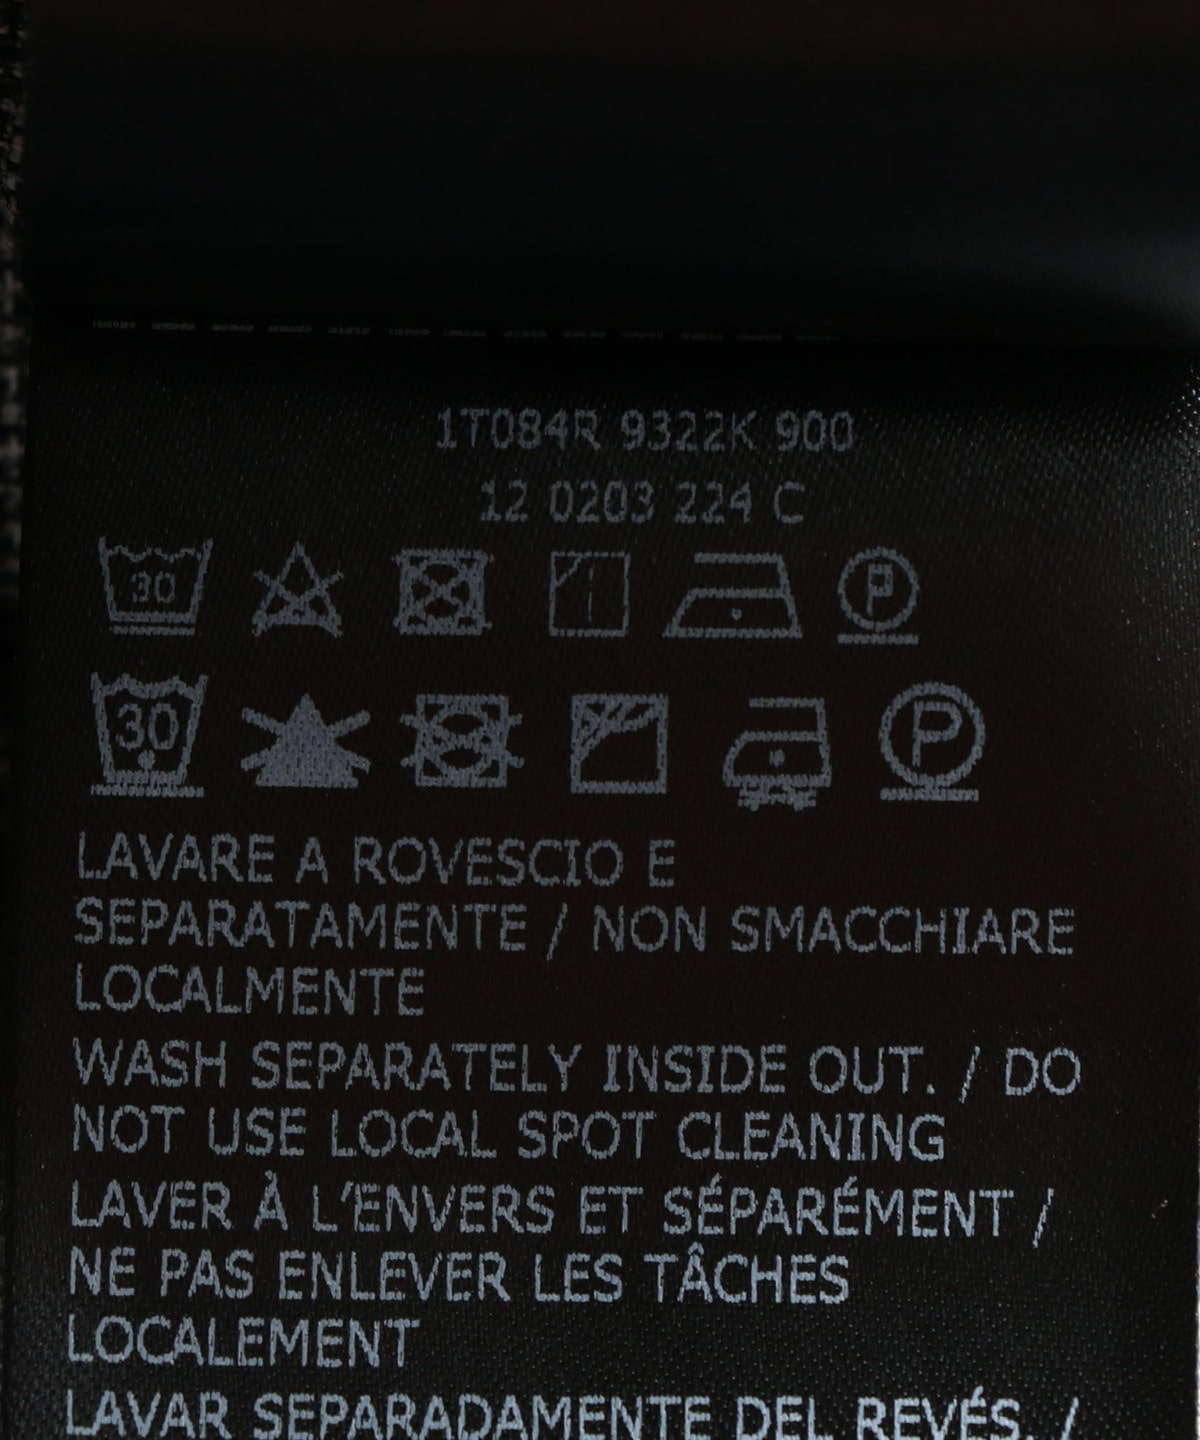 1T084R 9322K 900
12 0203 224 C
30 P
30 P
LAVARE A ROVESCIO E
SEPARATAMENTE / NON SMACCHIARE
LOCALMENTE
WASH SEPARATELY INSIDE OUT. / DO
NOT USE LOCAL SPOT CLEANING
LAVER À L'ENVERS ET SÉPARÉMENT /
NE PAS ENLEVER LES TÂCHES
LOCALEMENT
LAVAR SEPARADAMENTE DEL REVÉS. /